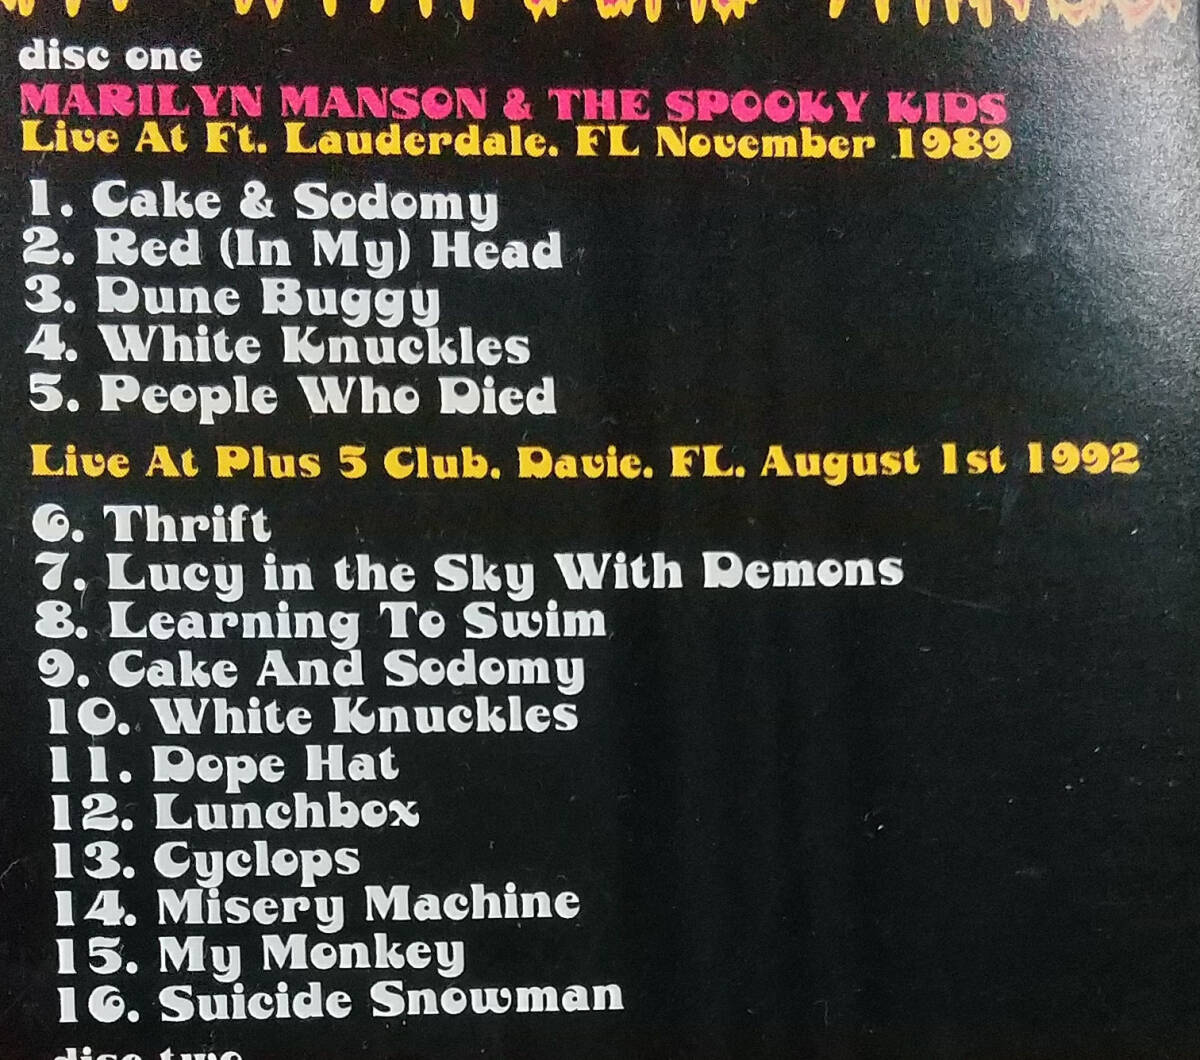 disc one
MARILYN MANSON & THE SPOOKY KIDS
Live At Ft. Lauderdale. FL November 1989
1. Cake & Sodomy
2. Red (In My) Head
3. Dune Buggy
4. White Knuckles
5. People Who Died
Live At Plus 5 Club. Davie. FL. August 1st 1992
6. Thrift
7. Lucy in the Sky With Demons
8. Learning To Swim
9. Cake And Sodomy
10. White Knuckles
11. Dope Hat
12. Lunchbox
13. Cyclops
14. Misery Machine
15. My Monkey
16. Suicide Snowman
disc two